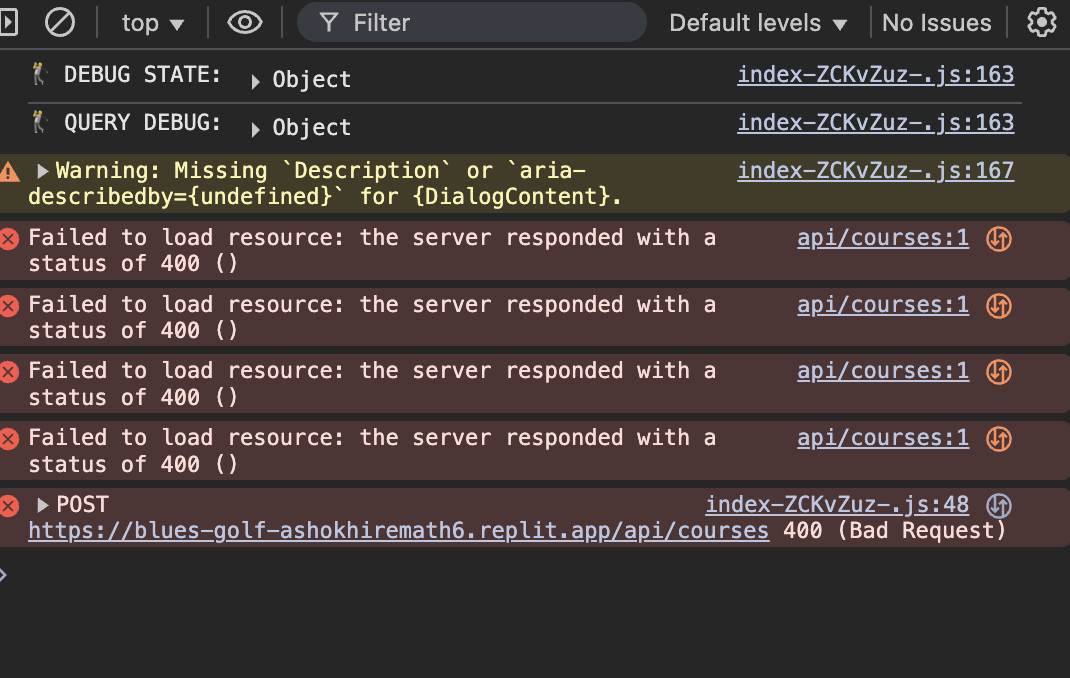 top Filter Default levels No Issues
DEBUG STATE: Object index-ZCKvZuz-.js:163
QUERY DEBUG: Object index-ZCKvZuz-.js:163
Warning: Missing `Description` or `aria- index-ZCKvZuz-.js:167
describedby={undefined}` for {DialogContent}.
Failed to load resource: the server responded with a api/courses:1
status of 400 ()
Failed to load resource: the server responded with a api/courses:1
status of 400 ()
Failed to load resource: the server responded with a api/courses:1
status of 400 ()
Failed to load resource: the server responded with a api/courses:1
status of 400 ()
POST index-ZCKvZuz-.js:48
https://blues-golf-ashokhiremath6.replit.app/api/courses 400 (Bad Request)